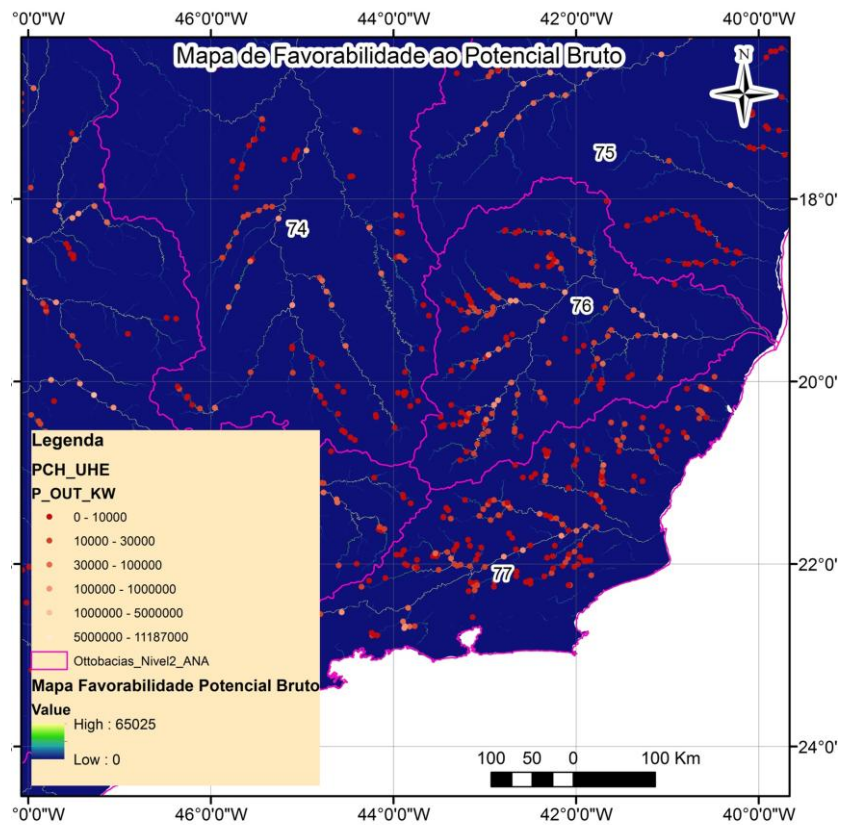 °0'0"W 46°0'0"W 44°0'0"W 42°0'0"W 40°0'0"W
Mapa de Favorabilidade ao Potencial Bruto
N
75
18°0'
74
76
20°0'
Legenda
PCH_UHE
P_OUT_KW
0 - 10000
10000 - 30000
30000 - 100000
100000 - 1000000
1000000 - 5000000
5000000 - 11187000
Ottobacias_Nivel2_ANA
Mapa Favorabilidade Potencial Bruto
Value
High : 65025
Low : 0
22°0'
77
24°0'
100 50 0 100 Km
°0'0"W 46°0'0"W 44°0'0"W 42°0'0"W 40°0'0"W